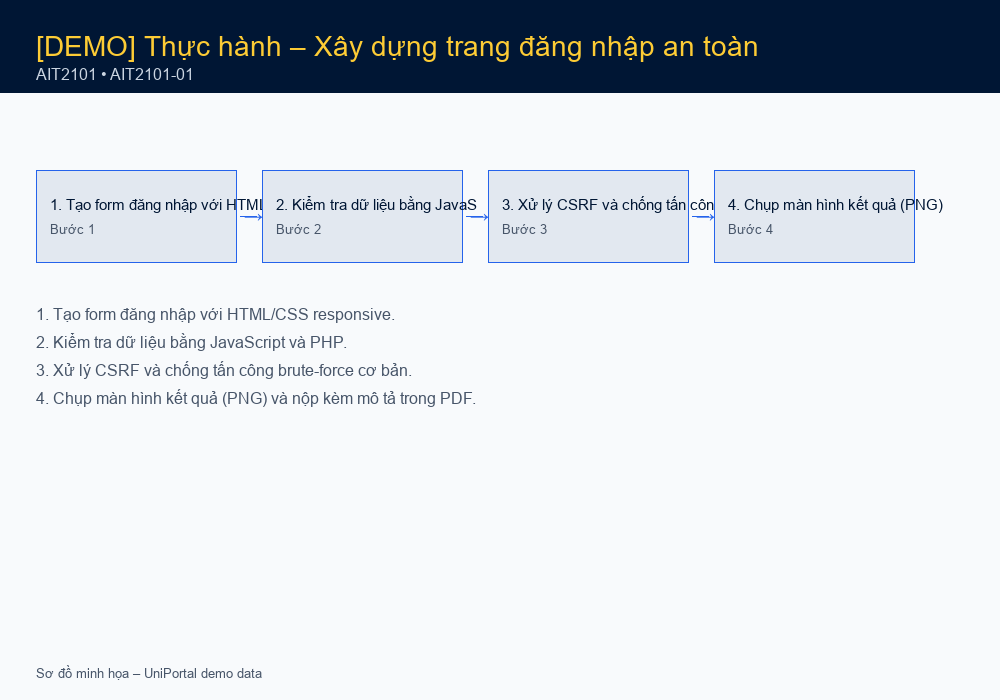 [DEMO] Thực hành – Xây dựng trang đăng nhập an toàn
AIT2101 • AIT2101-01
1. Tạo form đăng nhập với HTML
Bước 1
2. Kiểm tra dữ liệu bằng JavaS
Bước 2
3. Xử lý CSRF và chống tấn côn
Bước 3
4. Chụp màn hình kết quả (PNG)
Bước 4
1. Tạo form đăng nhập với HTML/CSS responsive.
2. Kiểm tra dữ liệu bằng JavaScript và PHP.
3. Xử lý CSRF và chống tấn công brute-force cơ bản.
4. Chụp màn hình kết quả (PNG) và nộp kèm mô tả trong PDF.
Sơ đồ minh họa – UniPortal demo data